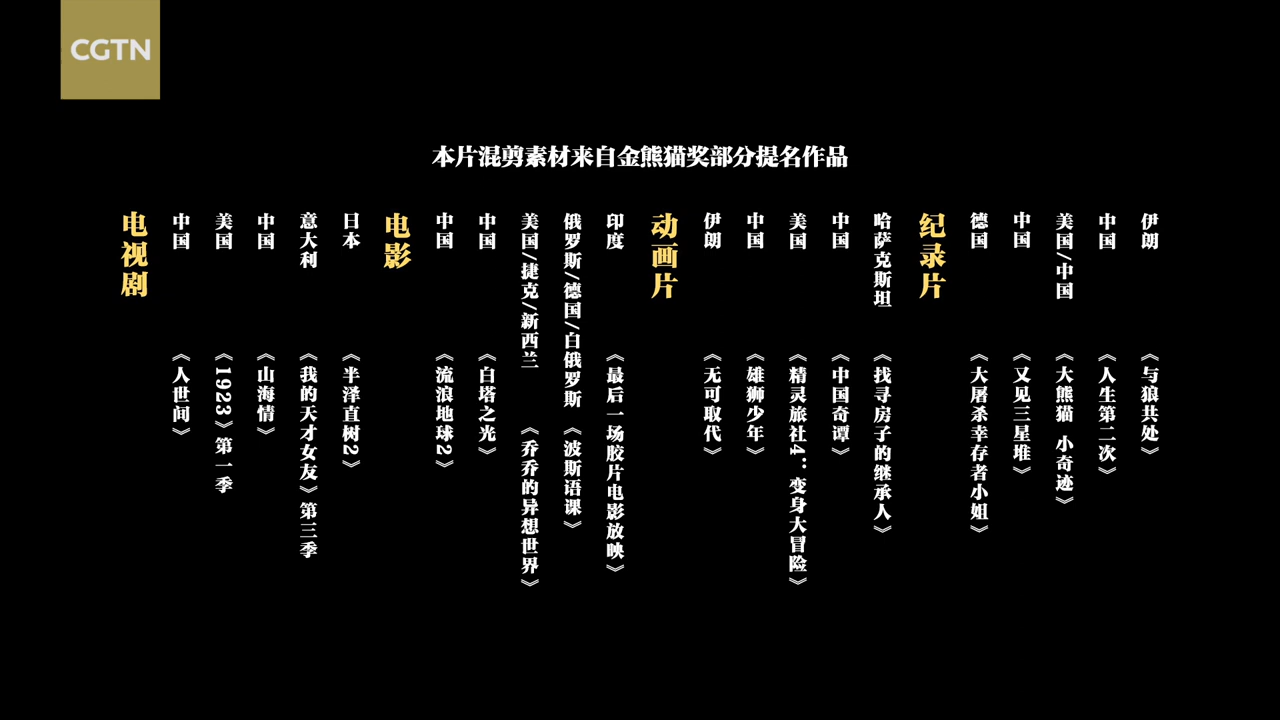 CGTN
本片混剪素材来自金熊猫奖部分提名作品
电视剧
中国 《人世间》
美国 《1923》第一季
中国 《山海情》
意大利 《我的天才女友》第三季
日本 《半泽直树2》
电影
中国 《流浪地球2》
中国 《白塔之光》
美国/捷克/新西兰 《乔乔的异想世界》
俄罗斯/德国/白俄罗斯 《波斯语课》
印度 《最后一场胶片电影放映》
动画片
伊朗 《无可取代》
中国 《雄狮少年》
美国 《精灵旅社4：变身大冒险》
中国 《中国奇谭》
哈萨克斯坦 《找寻房子的继承人》
纪录片
德国 《大屠杀幸存者小姐》
中国 《又见三星堆》
美国/中国 《大熊猫 小奇迹》
中国 《人生第二次》
伊朗 《与狼共处》